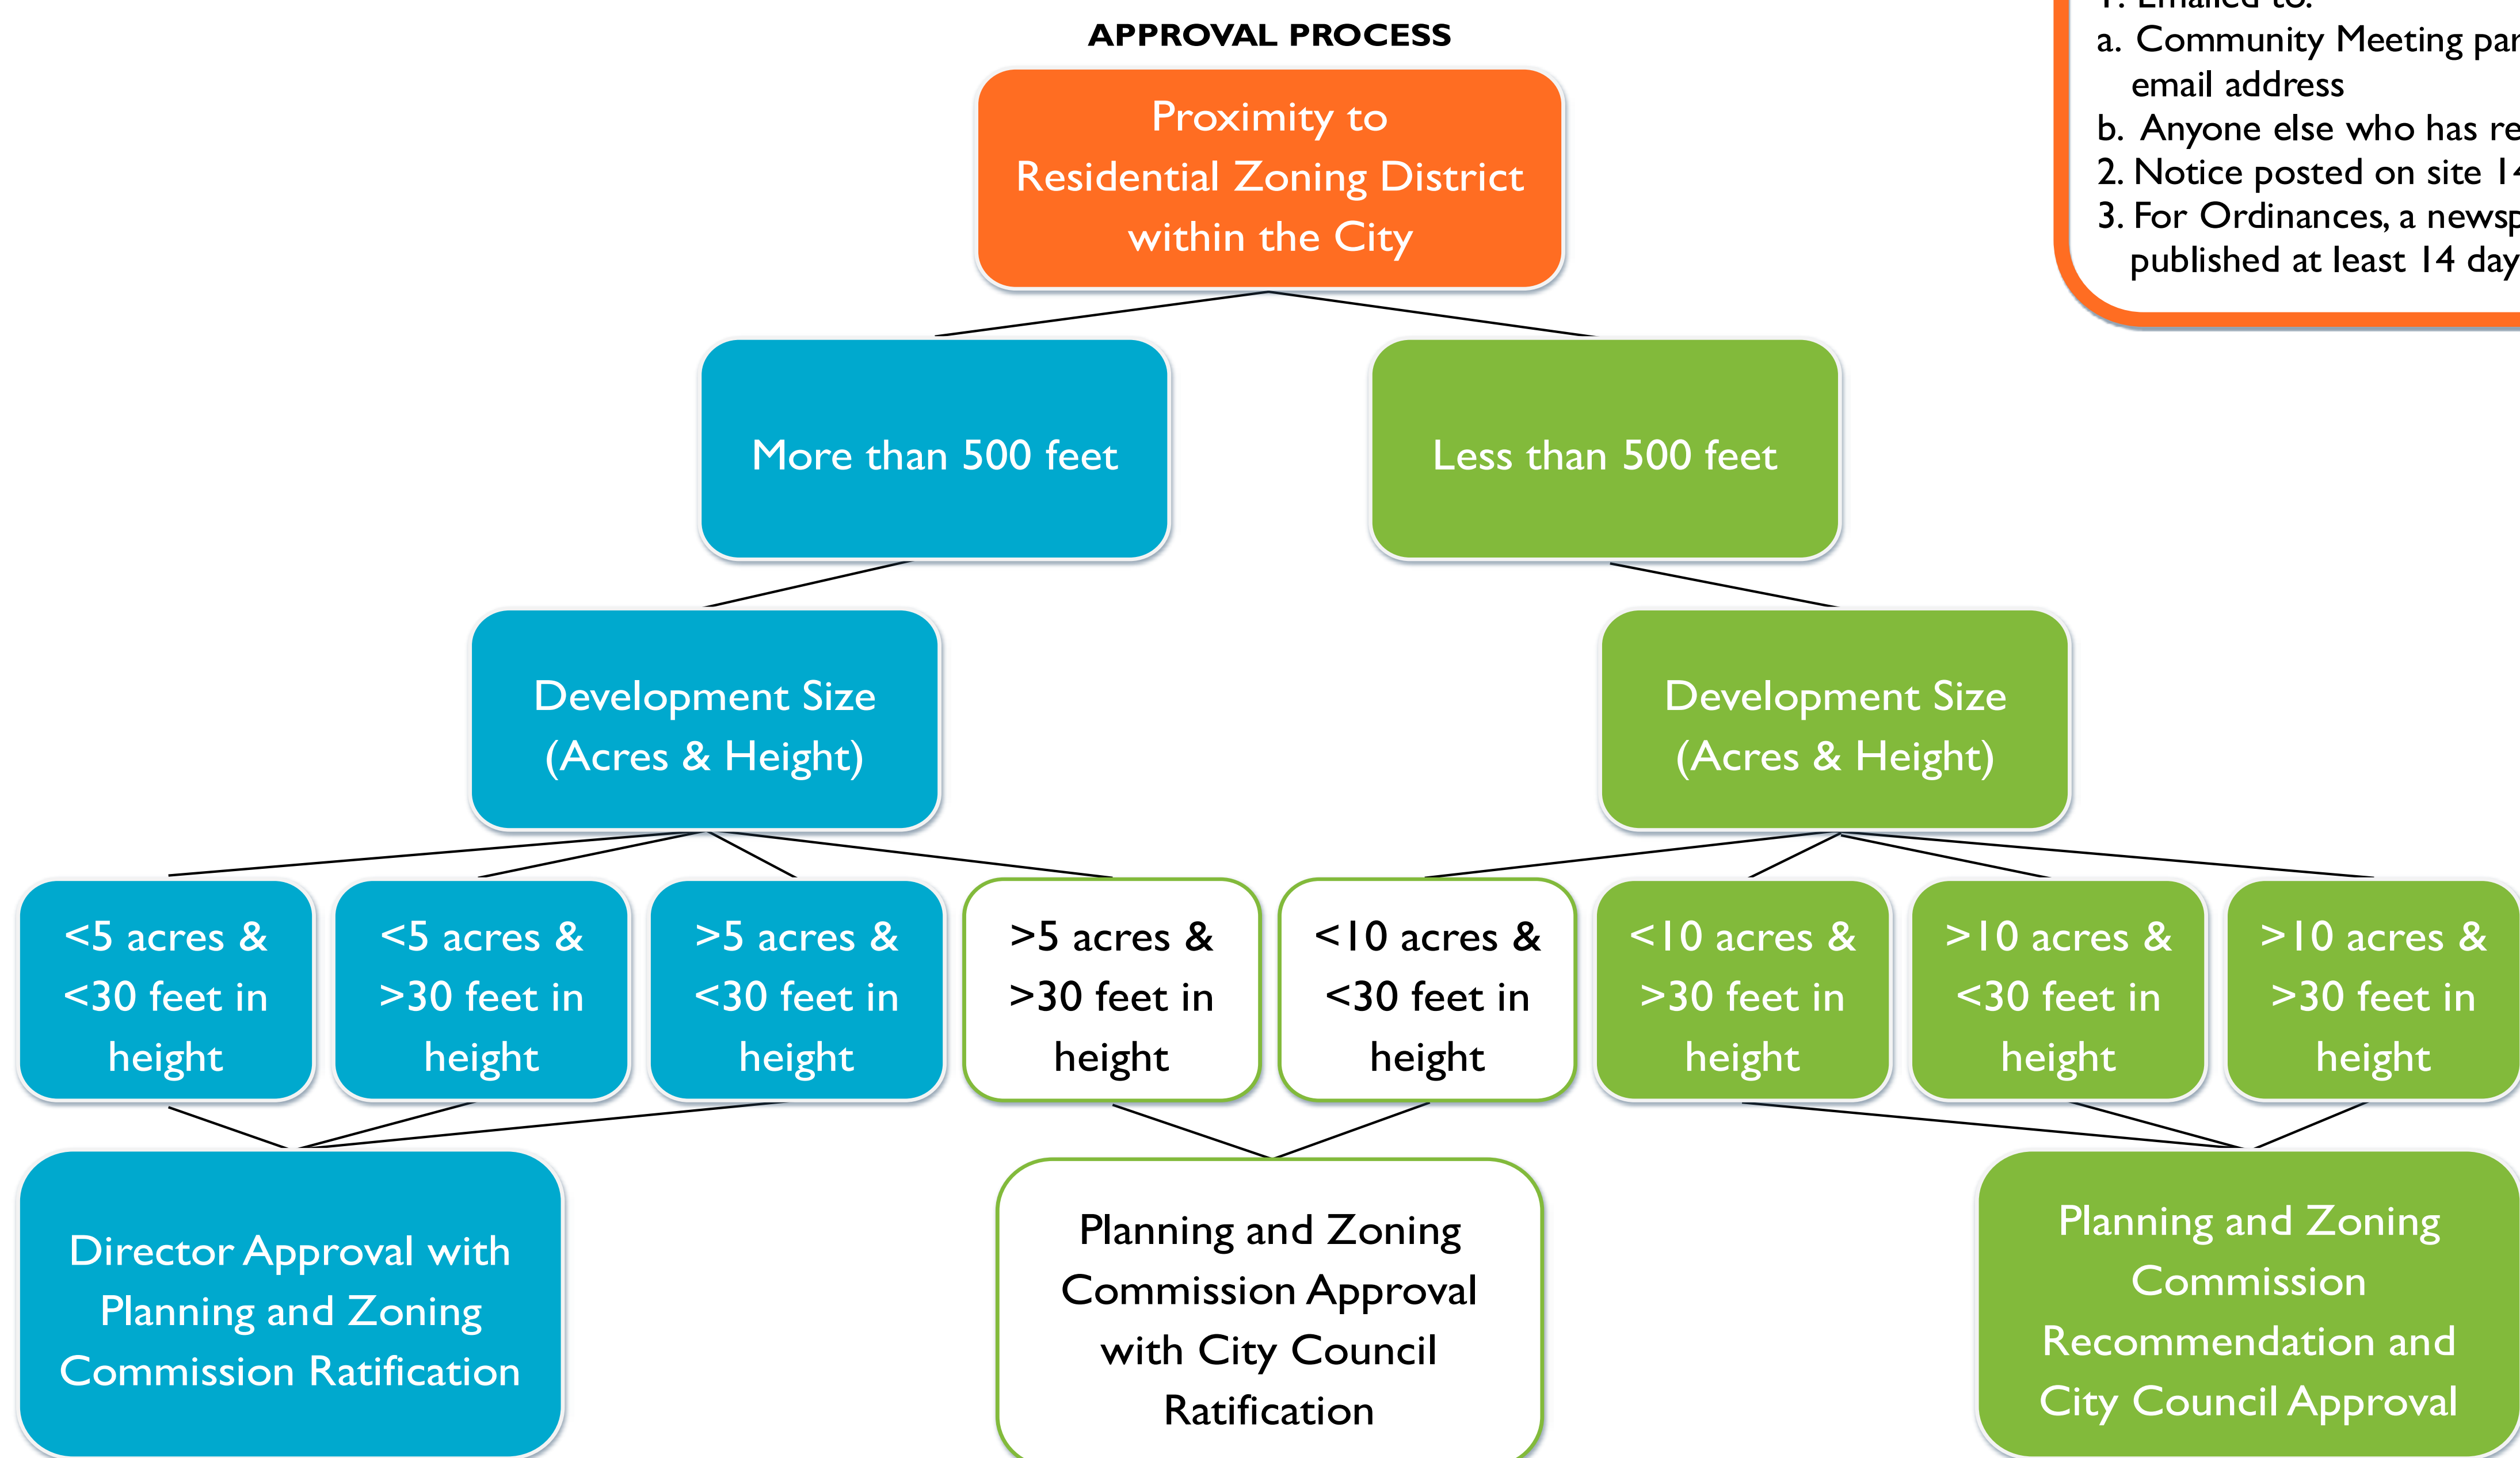 APPROVAL PROCESS
Proximity to
Residential Zoning District
within the City
a. Community Meeting
email address
b. Anyone else who has
2. Notice posted on site
3. For Ordinances, a
published at least 14
More than 500 feet
Less than 500 feet
Development Size
(Acres & Height)
Development Size
(Acres & Height)
<5 acres &
<30 feet in
height
<5 acres &
>30 feet in
height
>5 acres &
<30 feet in
height
>5 acres &
>30 feet in
height
<10 acres &
<30 feet in
height
<10 acres &
>30 feet in
height
>10 acres &
<30 feet in
height
>10 acres &
>30 feet in
height
Director Approval with
Planning and Zoning
Commission Ratification
Planning and Zoning
Commission Approval
with City Council
Ratification
Planning and Zoning
Commission
Recommendation and
City Council Approval